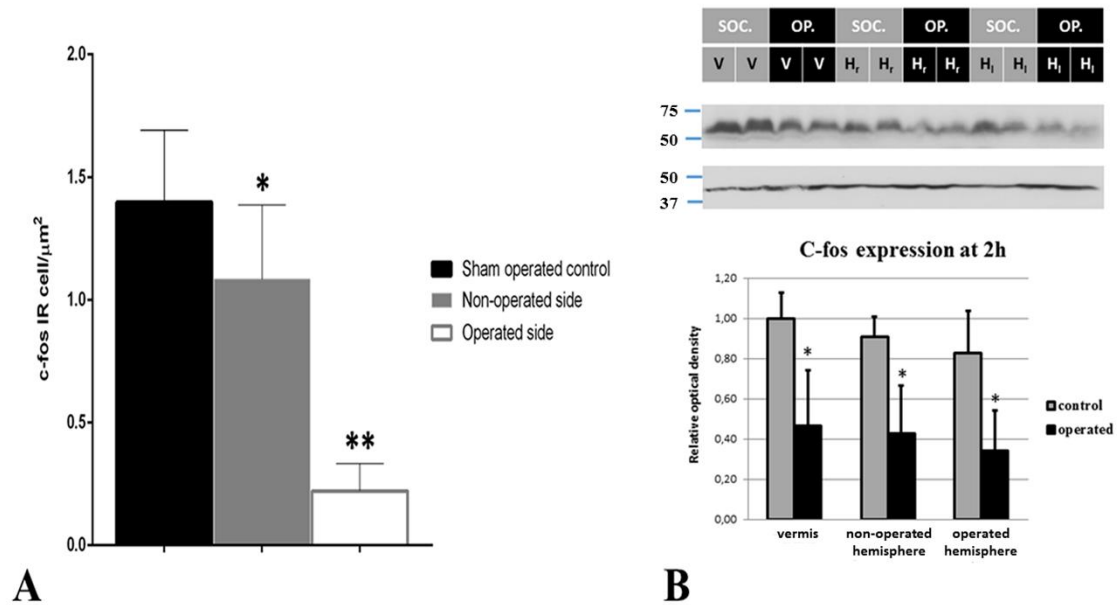 2.0
1.5
1.0
0.5
0.0
c-fos IR cell/µm²
*
**
Sham operated control
Non-operated side
Operated side
A
SOC. OP. SOC. OP. SOC. OP.
V V V V Hr Hr Hr Hr Hl Hl Hl Hl
75
50
50
37
C-fos expression at 2h
1,20
1,00
0,80
0,60
0,40
0,20
0,00
Relative optical density
* * *
control
operated
vermis non-operated operated
hemisphere hemisphere
B